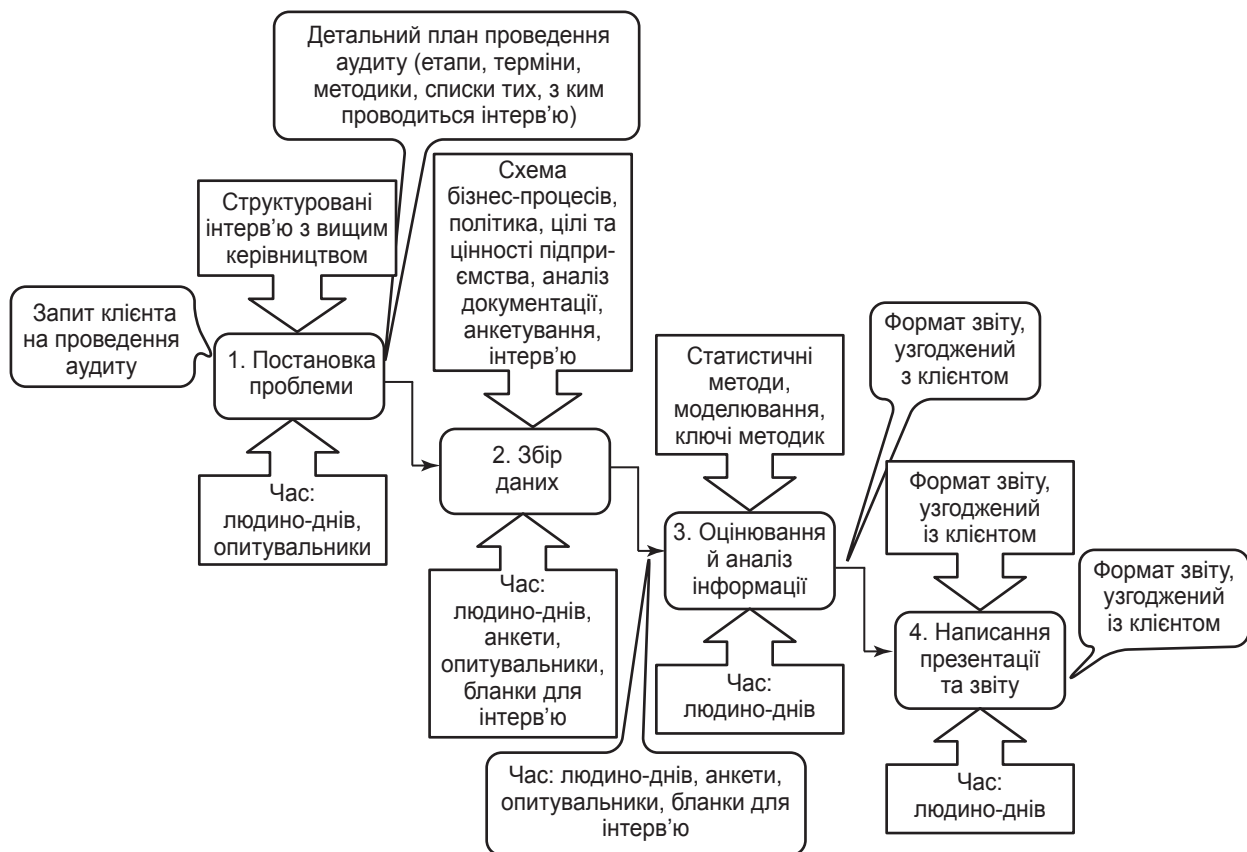 Детальний план проведення
аудиту (етапи, терміни,
методики, списки тих, з ким
проводиться інтерв’ю)
Структуровані
інтерв’ю з вищим
керівництвом
Схема
бізнес-процесів,
політика, цілі та
цінності підпри-
ємства, аналіз
документації,
анкетування,
інтерв’ю
Запит клієнта
на проведення
аудиту
1. Постановка
проблеми
Час:
людино-днів,
опитувальники
2. Збір
даних
Час:
людино-днів,
анкети,
опитувальники,
бланки для
інтерв’ю
Статистичні
методи,
моделювання,
ключі методик
Формат звіту,
узгоджений
з клієнтом
3. Оцінювання
й аналіз
інформації
Час:
людино-днів
Час: людино-днів, анкети,
опитувальники, бланки для
інтерв’ю
Формат звіту,
узгоджений
із клієнтом
Формат звіту,
узгоджений
із клієнтом
4. Написання
презентації
та звіту
Час:
людино-днів